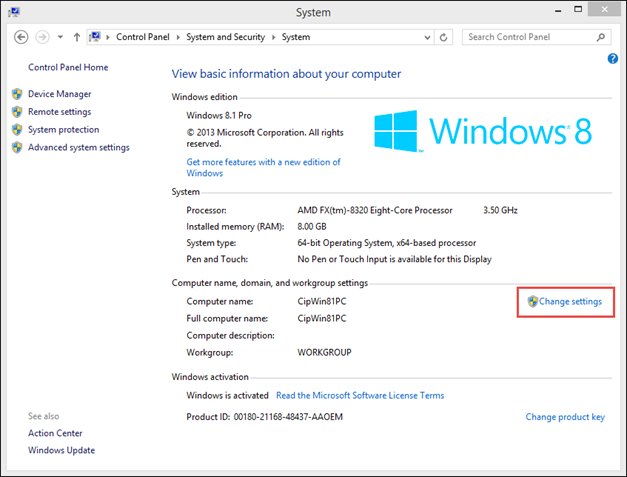 System
Control Panel
System and Security
System
Search Control Panel
Control Panel Home
Device Manager
Remote settings
System protection
Advanced system settings
See also
Action Center
Windows Update
View basic information about your computer
Windows edition
Windows 8.1 Pro
© 2013 Microsoft Corporation. All rights
reserved.
Get more features with a new edition of
Windows
Windows 8
System
Processor: AMD FX(tm)-8320 Eight-Core Processor 3.50 GHz
Installed memory (RAM): 8.00 GB
System type: 64-bit Operating System, x64-based processor
Pen and Touch: No Pen or Touch Input is available for this Display
Computer name, domain, and workgroup settings
Computer name: CipWin81PC
Change settings
Full computer name: CipWin81PC
Computer description:
Workgroup: WORKGROUP
Windows activation
Windows is activated Read the Microsoft Software License Terms
Product ID: 00180-21168-48437-AAOEM
Change product key